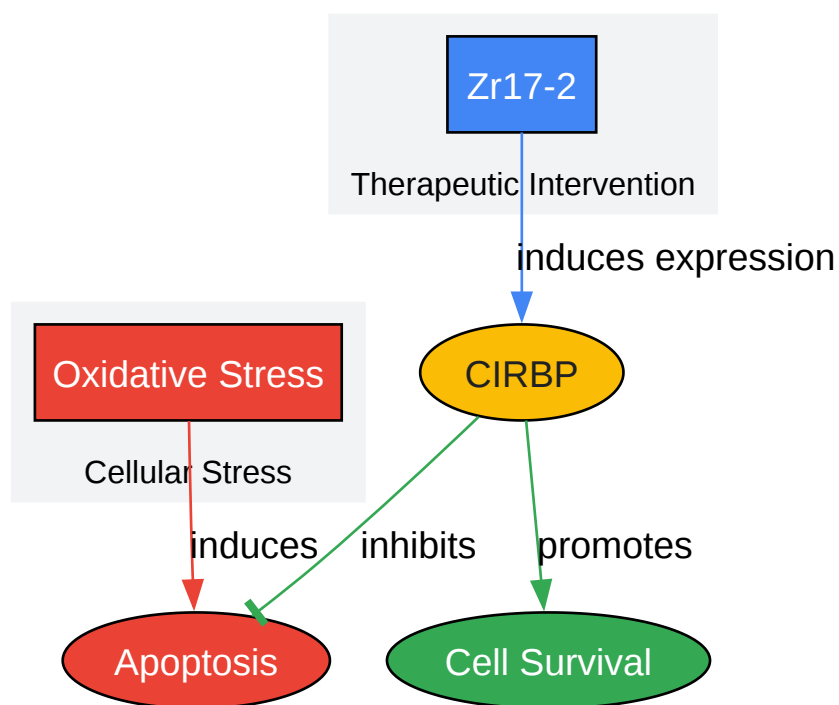 Zr17-2
Therapeutic Intervention
induces expression
Oxidative Stress
CIRBP
Cellular Stress
induces
inhibits
promotes
Apoptosis
Cell Survival